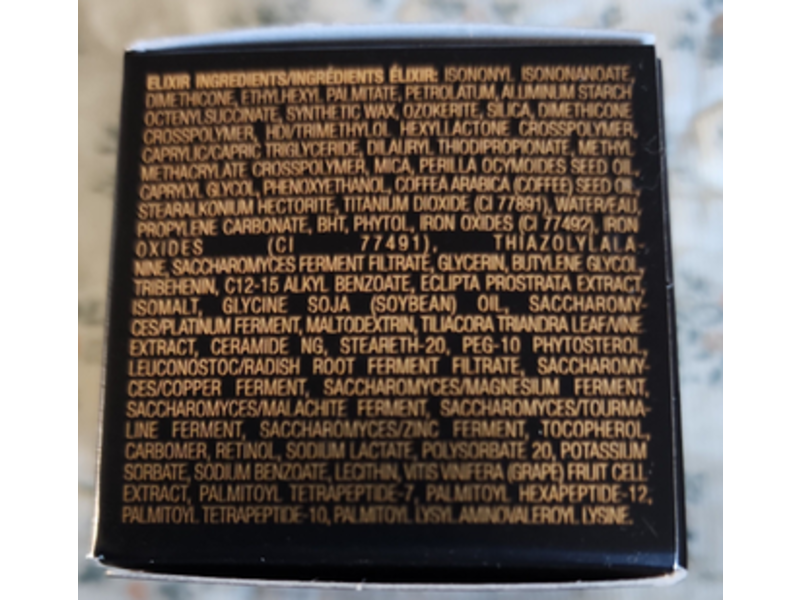 ELIXIR INGREDIENTS/INGRÉDIENTS ÉLIXIR: ISONONYL ISONONANOATE,
DIMETHICONE, ETHYLHEXYL PALMITATE, PETROLATUM, ALUMINUM STARCH
OCTENYLSUCCINATE, SYNTHETIC WAX, OZOKERITE, SILICA, DIMETHICONE
CROSSPOLYMER, HDI/TRIMETHYLOL HEXYLLACTONE CROSSPOLYMER,
CAPRYLIC/CAPRIC TRIGLYCERIDE, DILAURYL THIODIPROPIONATE, METHYL
METHACRYLATE CROSSPOLYMER, MICA, PERILLA OCYMOIDES SEED OIL,
CAPRYLYL GLYCOL, PHENOXYETHANOL, COFFEA ARABICA (COFFEE) SEED OIL,
STEARALKONIUM HECTORITE, TITANIUM DIOXIDE (CI 77891), WATER/EAU,
PROPYLENE CARBONATE, BHT, PHYTOL, IRON OXIDES (CI 77492), IRON
OXIDES (CI 77491), THIAZOLYLALA-
NINE, SACCHAROMYCES FERMENT FILTRATE, GLYCERIN, BUTYLENE GLYCOL,
TRIBEHENIN, C12-15 ALKYL BENZOATE, ECLIPTA PROSTRATA EXTRACT,
ISOMALT, GLYCINE SOJA (SOYBEAN) OIL, SACCHAROMY-
CES/PLATINUM FERMENT, MALTODEXTRIN, TILIACORA TRIANDRA LEAF/VINE
EXTRACT, CERAMIDE NG, STEARETH-20, PEG-10 PHYTOSTEROL,
LEUCONOSTOC/RADISH ROOT FERMENT FILTRATE, SACCHAROMY-
CES/COPPER FERMENT, SACCHAROMYCES/MAGNESIUM FERMENT,
SACCHAROMYCES/MALACHITE FERMENT, SACCHAROMYCES/TOURMA-
LINE FERMENT, SACCHAROMYCES/ZINC FERMENT, TOCOPHEROL,
CARBOMER, RETINOL, SODIUM LACTATE, POLYSORBATE 20, POTASSIUM
SORBATE, SODIUM BENZOATE, LECITHIN, VITIS VINIFERA (GRAPE) FRUIT CELL
EXTRACT, PALMITOYL TETRAPEPTIDE-7, PALMITOYL HEXAPEPTIDE-12,
PALMITOYL TETRAPEPTIDE-10, PALMITOYL LYSYL AMINOVALEROYL LYSINE.